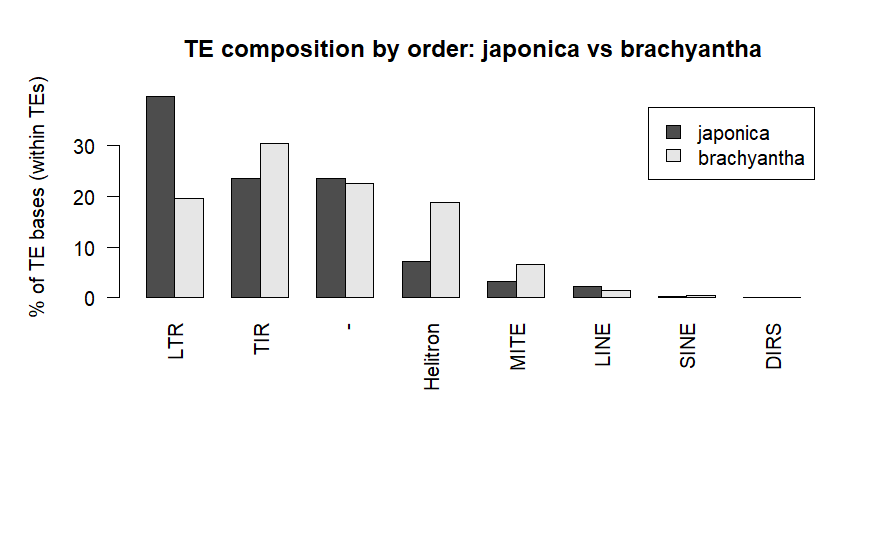 TE composition by order: japonica vs brachyantha
% of TE bases (within TEs)
30
20
10
0
japonica
brachyantha
LTR
TIR
-
Helitron
MITE
LINE
SINE
DIRS